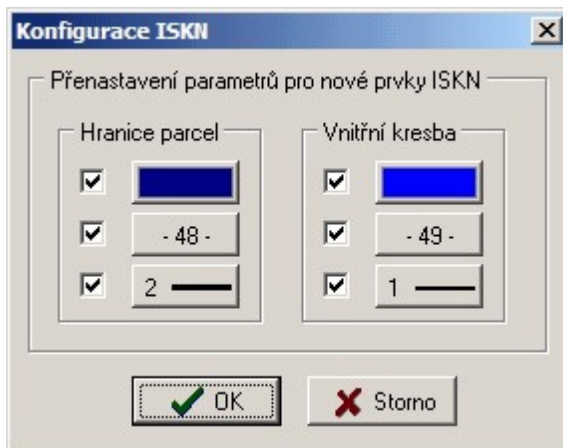 Konfigurace ISKN
Přenastavení parametrů pro nové prvky ISKN
Hranice parcel
Vnitřní kresba
- 48 -
- 49 -
2
1
OK
Storno